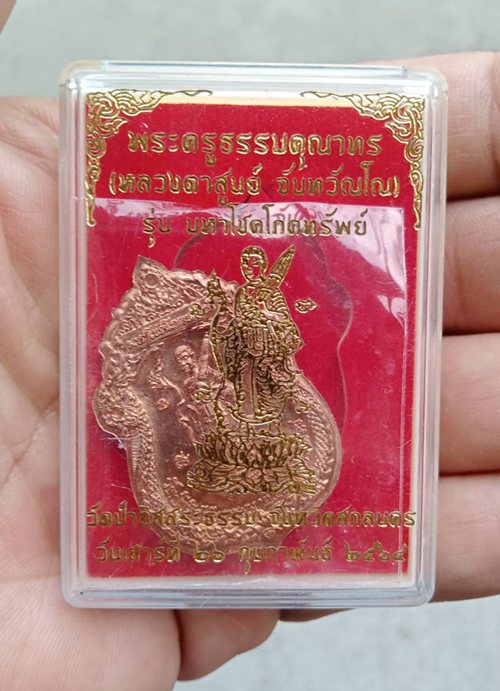 พระครูธรรมคุณาทร
(หลวงตาสูนย์ จันทวัณโณ)
รุ่น มหาโชคโภคทรัพย์
วัดป่าอิสสระธรรม จังหวัดสกลนคร
วันเสาร์ที่ ๒๖ กุมภาพันธ์ ๒๕๖๕